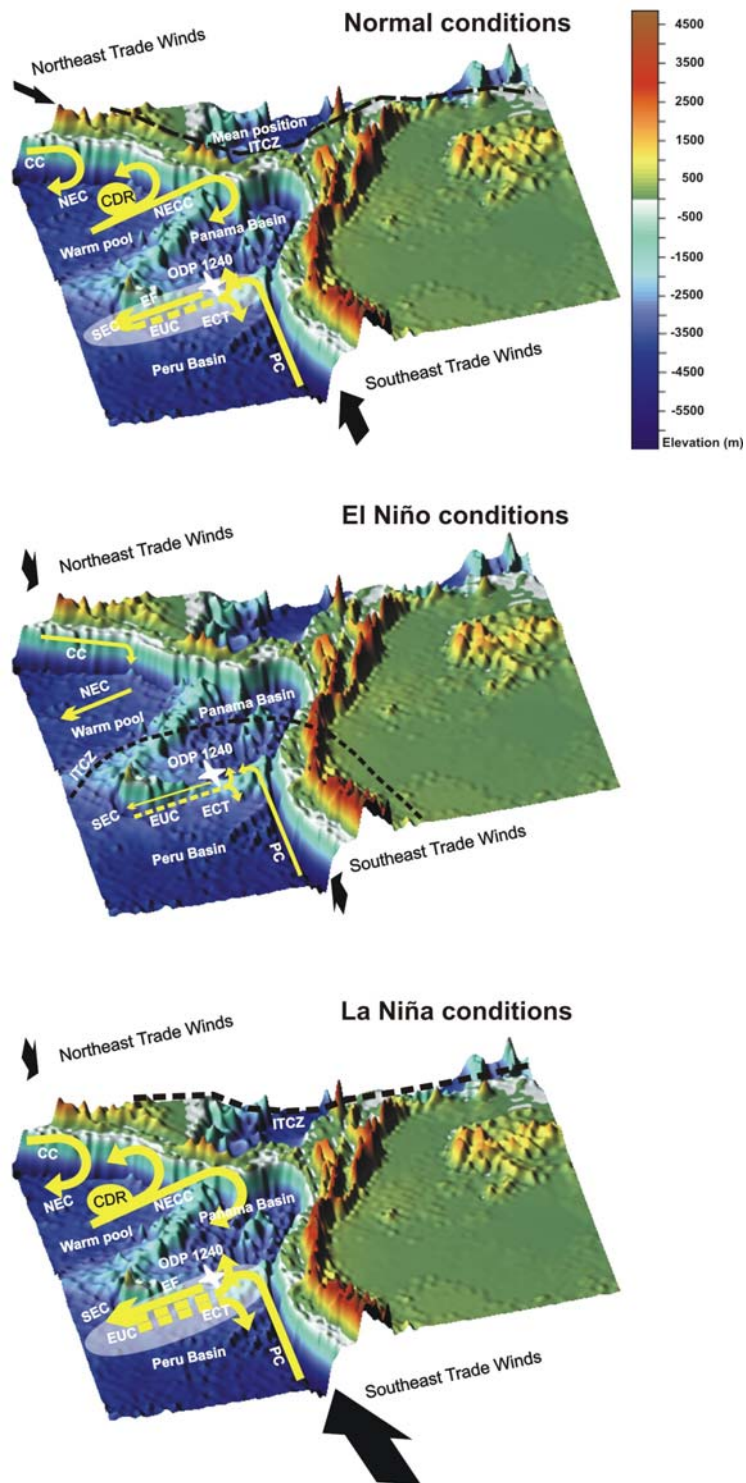 Normal conditions
Northeast Trade Winds
Mean position
ITCZ
CC
NEC
CDR
NECC
Warm pool
Panama Basin
ODP 1240
EF
SEC
EUC
ECT
Peru Basin
PC
Southeast Trade Winds
4500
3500
2500
1500
500
-500
-1500
-2500
-3500
-4500
-5500
Elevation (m)
El Niño conditions
Northeast Trade Winds
CC
NEC
Warm pool
Panama Basin
ITCZ
ODP 1240
SEC
EUC
ECT
Peru Basin
PC
Southeast Trade Winds
La Niña conditions
Northeast Trade Winds
ITCZ
CC
NEC
CDR
NECC
Warm pool
Panama Basin
ODP 1240
EF
SEC
EUC
ECT
Peru Basin
PC
Southeast Trade Winds